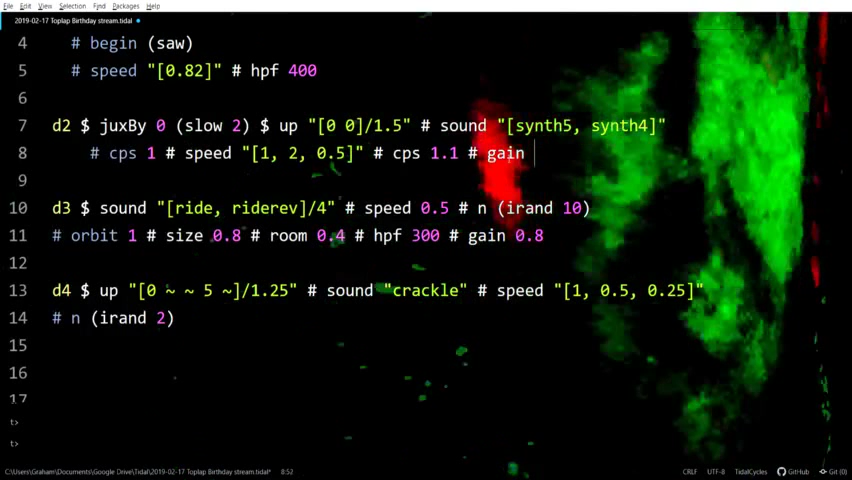 File Edit View Selection Find Packages Help
2019-02-17 Toplap Birthday stream.tidal
4 # begin (saw)
5 # speed "[0.82]" # hpf 400
6
7 d2 $ juxBy 0 (slow 2) $ up "[0 0]/1.5" # sound "[synth5, synth4]"
8 # cps 1 # speed "[1, 2, 0.5]" # cps 1.1 # gain
9
10 d3 $ sound "[ride, riderev]/4" # speed 0.5 # n (irand 10)
11 # orbit 1 # size 0.8 # room 0.4 # hpf 300 # gain 0.8
12
13 d4 $ up "[0 ~ ~ 5 ~]/1.25" # sound "crackle" # speed "[1, 0.5, 0.25]"
14 # n (irand 2)
15
16
17
t>
t>
C:\Users\Graham\Documents\Google Drive\Tidal\2019-02-17 Toplap Birthday stream.tidal* 8:52 CRLF UTF-8 TidalCycles GitHub Git (0)